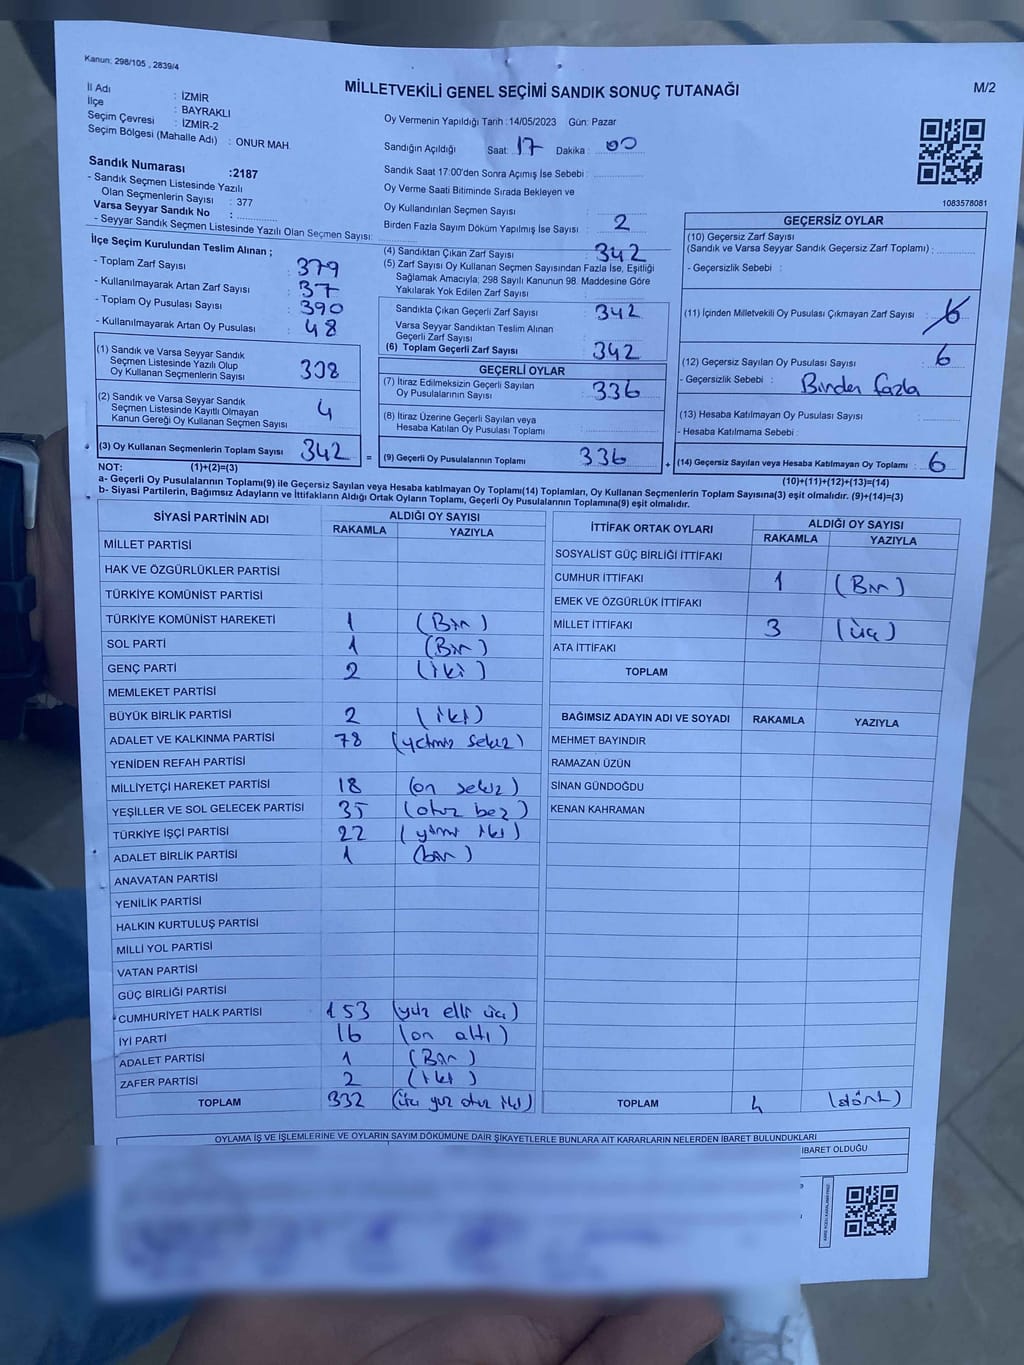 Kanun: 298/105 , 2839/4
MİLLETVEKİLİ GENEL SEÇİMİ SANDIK SONUÇ TUTANAĞI
M/2
İl Adı : İZMİR
İlçe : BAYRAKLI
Seçim Çevresi : İZMİR-2
Seçim Bölgesi (Mahalle Adı) : ONUR MAH.
Oy Vermenin Yapıldığı Tarih :14/05/2023 Gün: Pazar
Sandığın Açıldığı Saat: 17 Dakika : 00
Sandık Saat 17:00'den Sonra Açımış İse Sebebi :
Oy Verme Saati Bitiminde Sırada Bekleyen ve
Oy Kullandırılan Seçmen Sayısı
Birden Fazla Sayım Döküm Yapılmış İse Sayısı : 2
1083578081
Sandık Numarası :2187
- Sandık Seçmen Listesinde Yazılı
Olan Seçmenlerin Sayısı : 377
Varsa Seyyar Sandık No :
- Seyyar Sandık Seçmen Listesinde Yazılı Olan Seçmen Sayısı:
İlçe Seçim Kurulundan Teslim Alınan ;
- Toplam Zarf Sayısı : 379
- Kullanılmayarak Artan Zarf Sayısı : 37
- Toplam Oy Pusulası Sayısı : 390
- Kullanılmayarak Artan Oy Pusulası : 48
(1) Sandık ve Varsa Seyyar Sandık
Seçmen Listesinde Yazılı Olup
Oy Kullanan Seçmenlerin Sayısı : 338
(2) Sandık ve Varsa Seyyar Sandık
Seçmen Listesinde Kayıtlı Olmayan
Kanun Gereği Oy Kullanan Seçmen Sayısı : 4
(3) Oy Kullanan Seçmenlerin Toplam Sayısı : 342 =
(4) Sandıktan Çıkan Zarf Sayısı : 342
(5) Zarf Sayısı Oy Kullanan Seçmen Sayısından Fazla İse, Eşitliği
Sağlamak Amacıyla; 298 Sayılı Kanunun 98. Maddesine Göre
Yakılarak Yok Edilen Zarf Sayısı
Sandıkta Çıkan Geçerli Zarf Sayısı : 342
Varsa Seyyar Sandıktan Teslim Alınan
Geçerli Zarf Sayısı
(6) Toplam Geçerli Zarf Sayısı : 342
GEÇERLİ OYLAR
(7) İtiraz Edilmeksizin Geçerli Sayılan
Oy Pusulalarının Sayısı : 336
(8) İtiraz Üzerine Geçerli Sayılan veya
Hesaba Katılan Oy Pusulası Toplamı
(9) Geçerli Oy Pusulalarının Toplamı : 336 +
GEÇERSİZ OYLAR
(10) Geçersiz Zarf Sayısı
(Sandık ve Varsa Seyyar Sandık Geçersiz Zarf Toplamı) :
- Geçersizlik Sebebi :
(11) İçinden Milletvekili Oy Pusulası Çıkmayan Zarf Sayısı : 6
(12) Geçersiz Sayılan Oy Pusulası Sayısı : 6
- Geçersizlik Sebebi : Birden fazla
(13) Hesaba Katılmayan Oy Pusulası Sayısı
- Hesaba Katılmama Sebebi :
(14) Geçersiz Sayılan veya Hesaba Katılmayan Oy Toplamı : 6
NOT: (1)+(2)=(3)
(10)+(11)+(12)+(13)=(14)
a- Geçerli Oy Pusulalarının Toplamı(9) ile Geçersiz Sayılan veya Hesaba katılmayan Oy Toplamı(14) Toplamları, Oy Kullanan Seçmenlerin Toplam Sayısına(3) eşit olmalıdır. (9)+(14)=(3)
b- Siyasi Partilerin, Bağımsız Adayların ve İttifakların Aldığı Ortak Oyların Toplamı, Geçerli Oy Pusulalarının Toplamına(9) eşit olmalıdır.
SİYASİ PARTİNİN ADI ALDIĞI OY SAYISI
RAKAMLA YAZIYLA
MİLLET PARTİSİ
HAK VE ÖZGÜRLÜKLER PARTİSİ
TÜRKİYE KOMÜNİST PARTİSİ
TÜRKİYE KOMÜNİST HAREKETİ 1 (Bir)
SOL PARTİ 1 (Bir)
GENÇ PARTİ 2 (iki)
MEMLEKET PARTİSİ
BÜYÜK BİRLİK PARTİSİ 2 (iki)
ADALET VE KALKINMA PARTİSİ 78 (yetmiş sekiz)
YENİDEN REFAH PARTİSİ
MİLLİYETÇİ HAREKET PARTİSİ 18 (on sekiz)
YEŞİLLER VE SOL GELECEK PARTİSİ 35 (otuz beş)
TÜRKİYE İŞÇİ PARTİSİ 22 (yirmi iki)
ADALET BİRLİK PARTİSİ 1 (bir)
ANAVATAN PARTİSİ
YENİLİK PARTİSİ
HALKIN KURTULUŞ PARTİSİ
MİLLİ YOL PARTİSİ
VATAN PARTİSİ
GÜÇ BİRLİĞİ PARTİSİ
CUMHURİYET HALK PARTİSİ 153 (yüz elli üç)
İYİ PARTİ 16 (on altı)
ADALET PARTİSİ 1 (Bir)
ZAFER PARTİSİ 2 (iki)
TOPLAM 332 (üç yüz otuz iki)
İTTİFAK ORTAK OYLARI ALDIĞI OY SAYISI
RAKAMLA YAZIYLA
SOSYALİST GÜÇ BİRLİĞİ İTTİFAKI
CUMHUR İTTİFAKI 1 (Bir)
EMEK VE ÖZGÜRLÜK İTTİFAKI
MİLLET İTTİFAKI 3 (üç)
ATA İTTİFAKI
TOPLAM
BAĞIMSIZ ADAYIN ADI VE SOYADI RAKAMLA YAZIYLA
MEHMET BAYINDIR
RAMAZAN ÜZÜN
SİNAN GÜNDOĞDU
KENAN KAHRAMAN
TOPLAM 4 (dört)
OYLAMA İŞ VE İŞLEMLERİNE VE OYLARIN SAYIM DÖKÜMÜNE DAİR ŞİKAYETLERLE BUNLARA AİT KARARLARIN NELERDEN İBARET BULUNDUKLARI
İBARET OLDUĞU